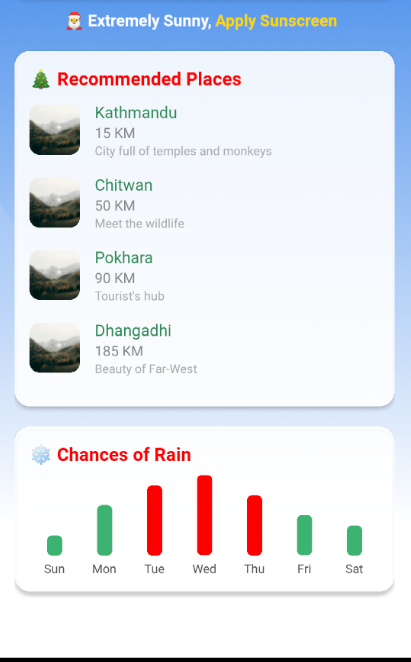 🎅 Extremely Sunny, Apply Sunscreen
🎄 Recommended Places
Kathmandu
15 KM
City full of temples and monkeys
Chitwan
50 KM
Meet the wildlife
Pokhara
90 KM
Tourist's hub
Dhangadhi
185 KM
Beauty of Far-West
❄️ Chances of Rain
Sun Mon Tue Wed Thu Fri Sat